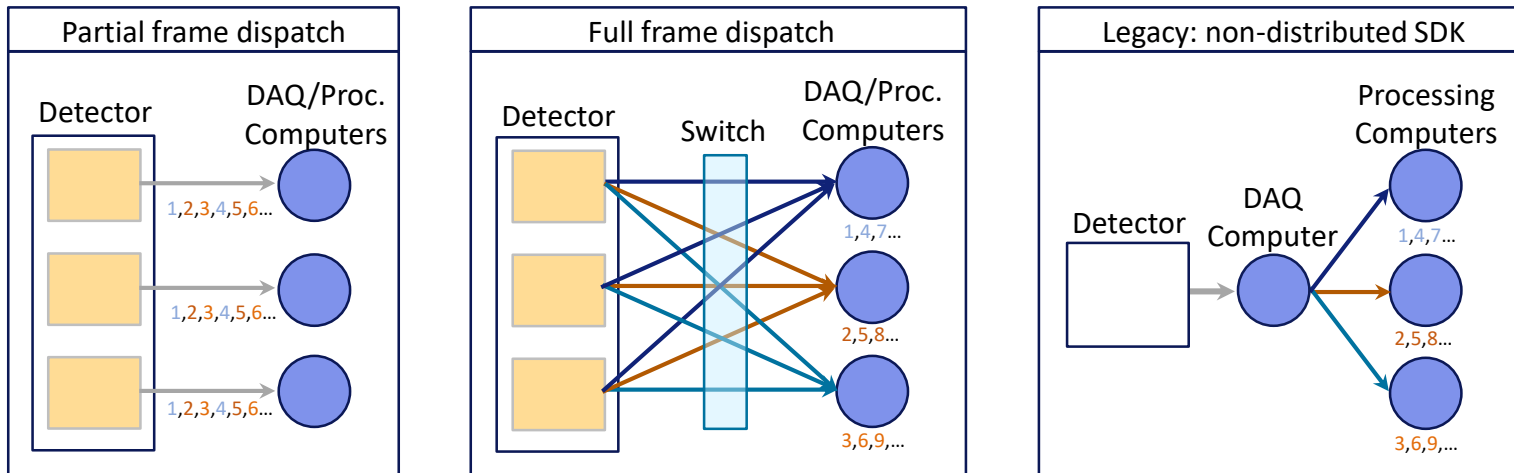 Partial frame dispatch
Detector
DAQ/Proc.
Computers
1,2,3,4,5,6...
1,2,3,4,5,6...
1,2,3,4,5,6...
Full frame dispatch
Detector
Switch
DAQ/Proc.
Computers
1,4,7...
2,5,8...
3,6,9,...
Legacy: non-distributed SDK
Detector
DAQ
Computer
Processing
Computers
1,4,7...
2,5,8...
3,6,9,...